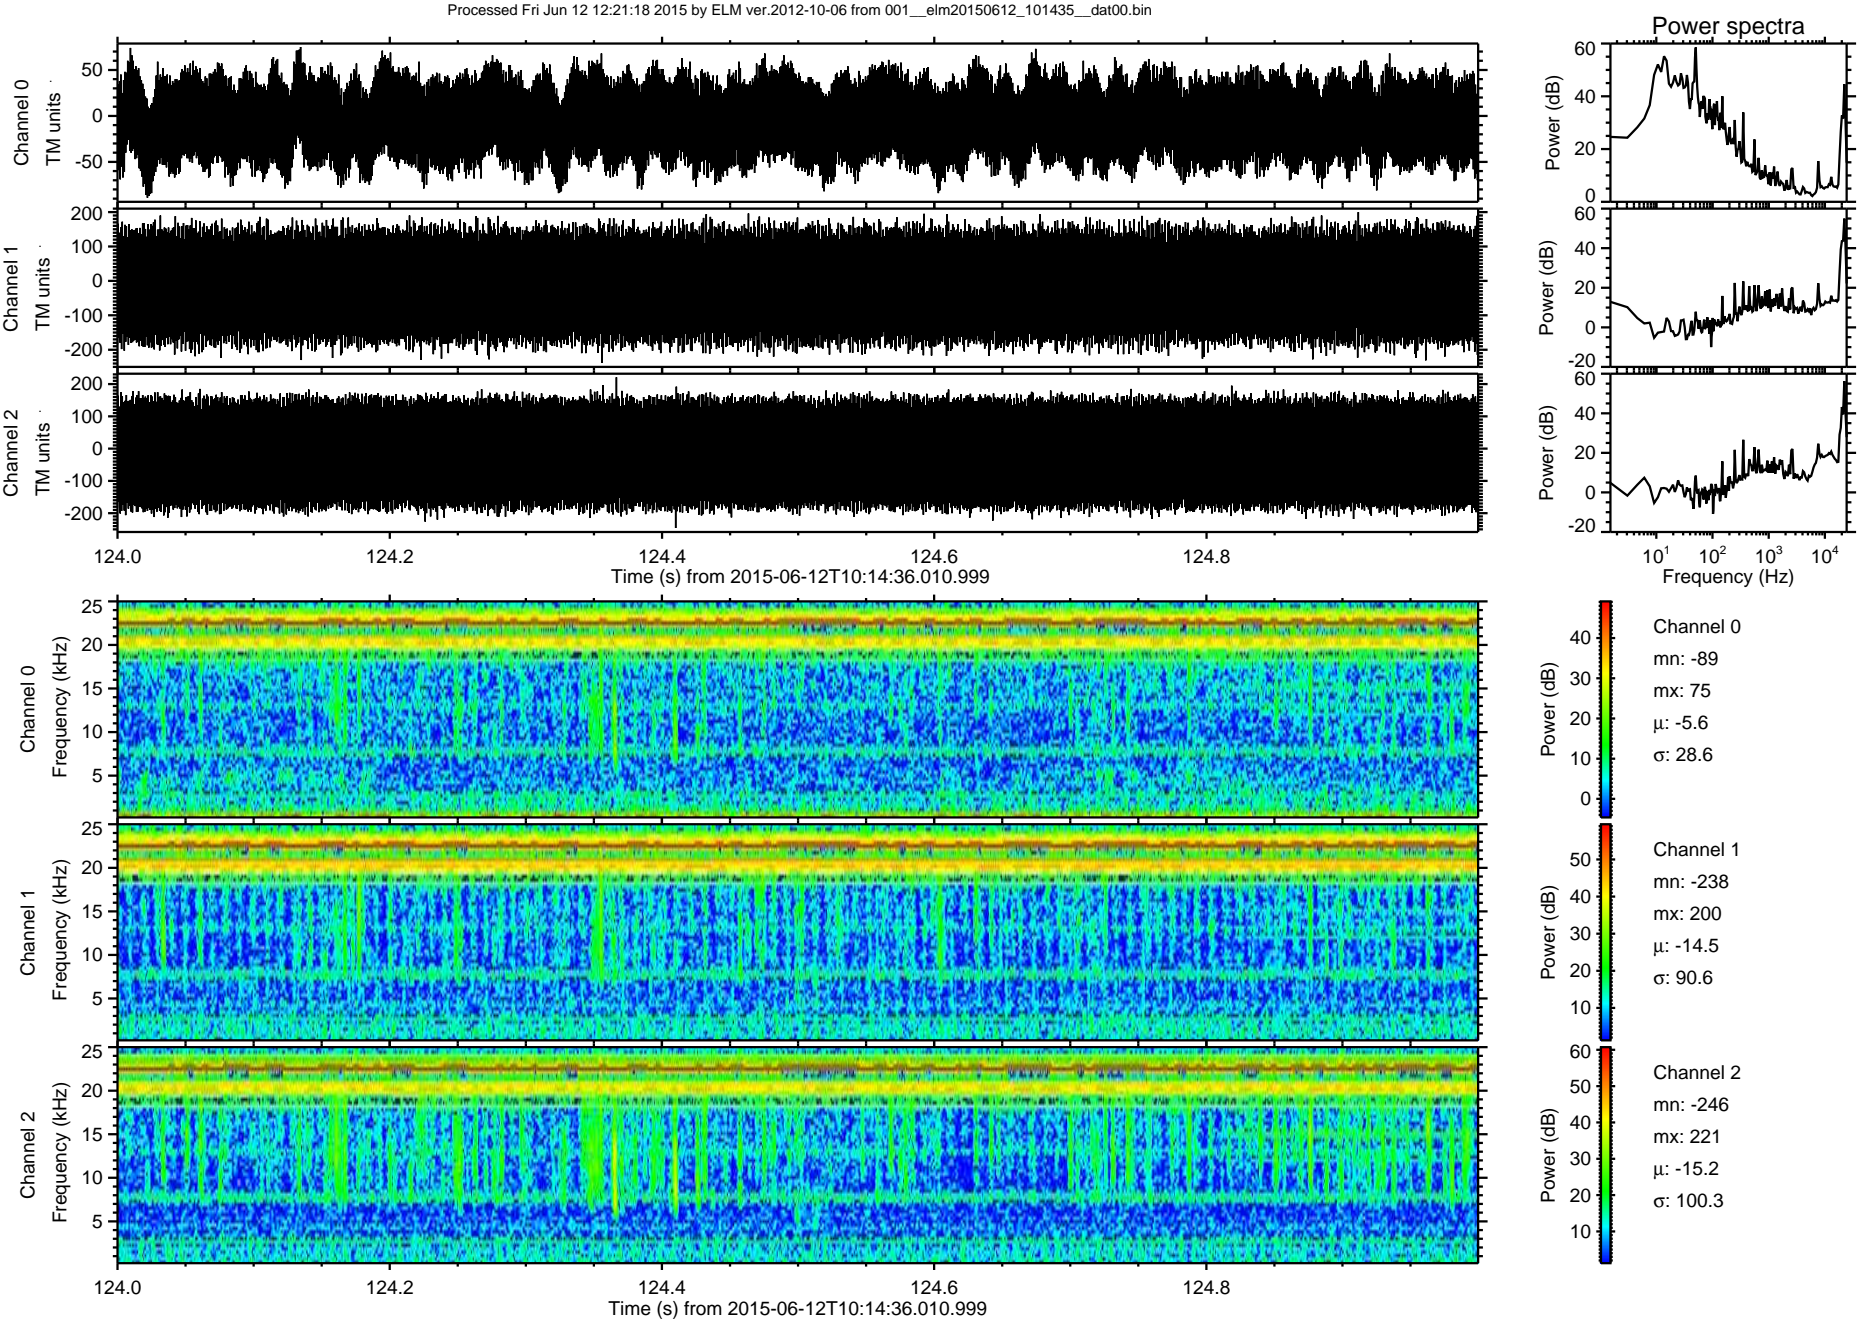 Processed Fri Jun 12 12:21:18 2015 by ELM ver.2012-10-06 from 001__elm20150612_101435__dat00.bin
Power spectra
Channel 0
TM units
50
0
-50
Power (dB)
60
40
20
0
Channel 1
TM units
200
100
0
-100
-200
Power (dB)
60
40
20
0
-20
Channel 2
TM units
200
100
0
-100
-200
Power (dB)
60
40
20
0
-20
124.0 124.2 124.4 124.6 124.8
Time (s) from 2015-06-12T10:14:36.010.999
10¹ 10² 10³ 10⁴
Frequency (Hz)
Channel 0
Frequency (kHz)
25
20
15
10
5
Power (dB)
40
30
20
10
0
Channel 0
mn: -89
mx: 75
μ: -5.6
σ: 28.6
Channel 1
Frequency (kHz)
25
20
15
10
5
Power (dB)
50
40
30
20
10
Channel 1
mn: -238
mx: 200
μ: -14.5
σ: 90.6
Channel 2
Frequency (kHz)
25
20
15
10
5
Power (dB)
60
50
40
30
20
10
Channel 2
mn: -246
mx: 221
μ: -15.2
σ: 100.3
124.0 124.2 124.4 124.6 124.8
Time (s) from 2015-06-12T10:14:36.010.999